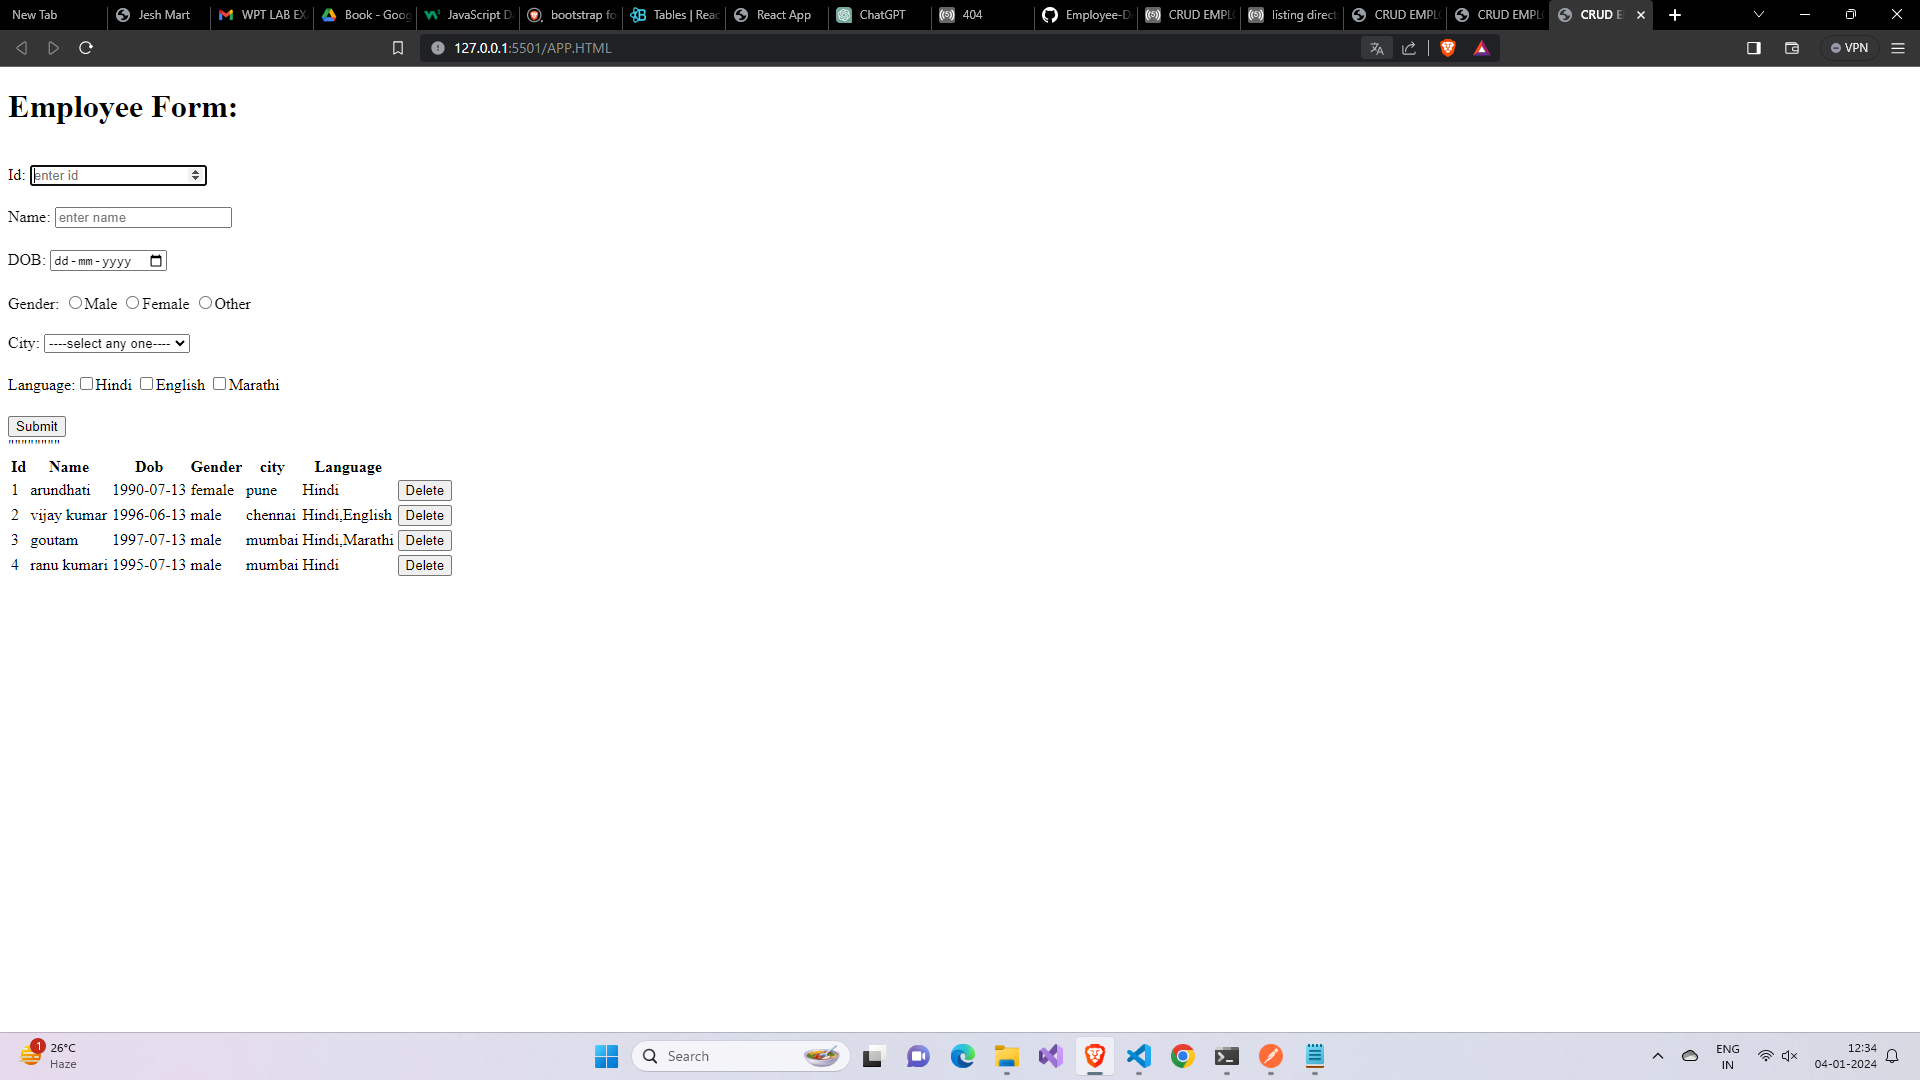 New Tab Jesh Mart WPT LAB EX Book - Goog JavaScript D bootstrap fo Tables | Reac React App ChatGPT 404 Employee-D CRUD EMPL listing direct CRUD EMPL CRUD EMPL CRUD E
127.0.0.1:5501/APP.HTML VPN
Employee Form:
Id: enter id
Name: enter name
DOB: dd-mm-yyyy
Gender: Male Female Other
City: ----select any one----
Language: Hindi English Marathi
Submit
""""""""
Id Name Dob Gender city Language
1 arundhati 1990-07-13 female pune Hindi Delete
2 vijay kumar 1996-06-13 male chennai Hindi,English Delete
3 goutam 1997-07-13 male mumbai Hindi,Marathi Delete
4 ranu kumari 1995-07-13 male mumbai Hindi Delete
1 26°C
Haze
Search
ENG
IN
12:34
04-01-2024